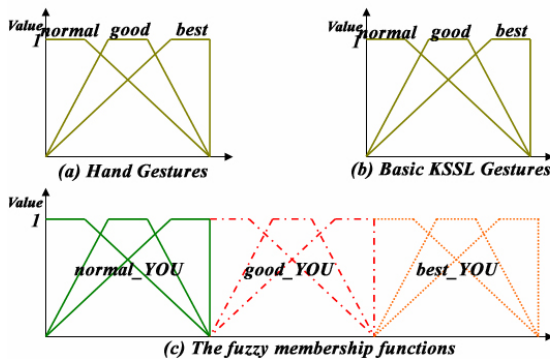 Value
normal good best
1
(a) Hand Gestures
Value
normal good best
1
(b) Basic KSSL Gestures
Value
1
normal_YOU good_YOU best_YOU
(c) The fuzzy membership functions